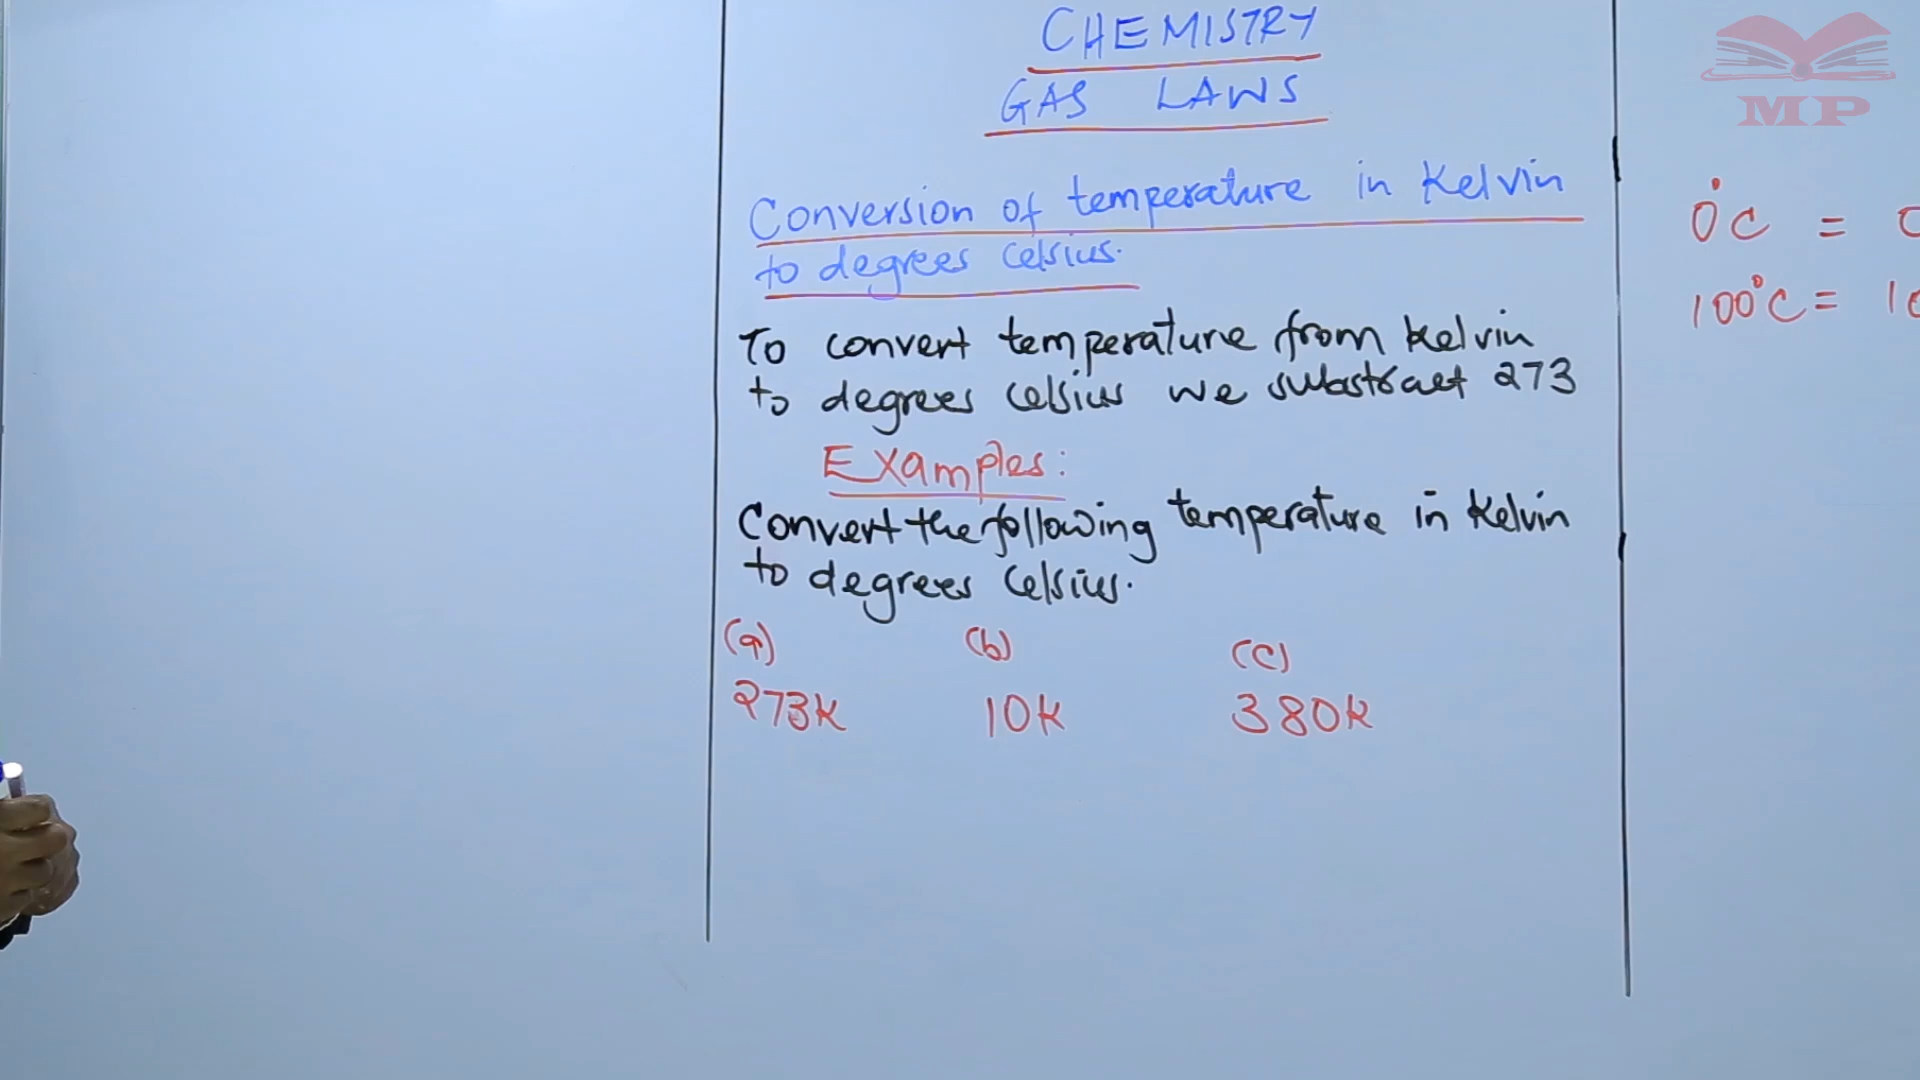 CHEMISTRY
GAS LAWS
Conversion of temperature in Kelvin
to degrees celsius.
To convert temperature from Kelvin
to degrees celsius we substract 273
Examples:
Convert the following temperature in Kelvin
to degrees Celsius.
(a) (b) (c)
273K 10K 380K
MP
0°C =
100°C = 10